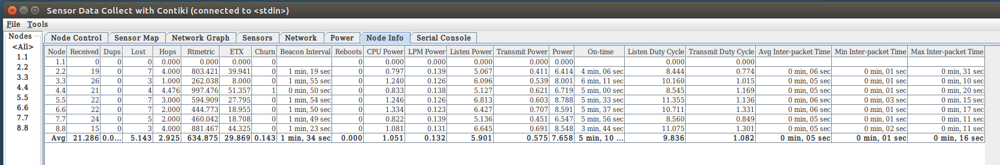 Sensor Data Collect with Contiki (connected to <stdin>)
File Tools
Nodes
<All>
1.1
2.2
3.3
4.4
5.5
6.6
7.7
8.8
Node Control Sensor Map Network Graph Sensors Network Power Node Info Serial Console
Node Received Dups Lost Hops Rtmetric ETX Churn Beacon Interval Reboots CPU Power LPM Power Listen Power Transmit Power Power On-time Listen Duty Cycle Transmit Duty Cycle Avg Inter-packet Time Min Inter-packet Time Max Inter-packet Time
1.1 0 0 0 0.000 0.000 0.000 0 0 0.000 0.000 0.000 0.000 0.000 0.000 0.000
2.2 19 0 7 4.000 803.421 39.941 0 1 min, 19 sec 0 0.797 0.139 5.067 0.411 6.414 4 min, 06 sec 8.444 0.774 0 min, 06 sec 0 min, 01 sec 0 min, 31 sec
3.3 26 0 3 1.000 262.038 8.000 0 1 min, 55 sec 0 1.240 0.126 6.096 0.539 8.001 6 min, 11 sec 10.160 1.015 0 min, 05 sec 0 min, 01 sec 0 min, 10 sec
4.4 21 0 4 4.476 997.476 51.357 1 0 min, 50 sec 0 0.833 0.138 5.127 0.621 6.719 5 min, 00 sec 8.545 1.169 0 min, 05 sec 0 min, 01 sec 0 min, 20 sec
5.5 22 0 7 3.000 594.909 27.795 0 1 min, 54 sec 0 1.246 0.126 6.813 0.603 8.788 5 min, 33 sec 11.355 1.136 0 min, 06 sec 0 min, 03 sec 0 min, 15 sec
6.6 22 0 7 2.000 444.773 18.955 0 1 min, 50 sec 0 1.334 0.123 6.427 0.707 8.591 5 min, 37 sec 10.711 1.331 0 min, 06 sec 0 min, 01 sec 0 min, 17 sec
7.7 24 0 5 2.000 460.042 18.708 0 1 min, 49 sec 0 0.822 0.139 5.136 0.451 6.547 5 min, 56 sec 8.560 0.849 0 min, 05 sec 0 min, 01 sec 0 min, 11 sec
8.8 15 0 3 4.000 881.467 44.325 0 1 min, 23 sec 0 1.081 0.131 6.645 0.691 8.548 3 min, 44 sec 11.075 1.301 0 min, 05 sec 0 min, 02 sec 0 min, 11 sec
Avg 21.286 0.0... 5.143 2.925 634.875 29.869 0.143 1 min, 34 sec 0.000 1.051 0.132 5.901 0.575 7.658 5 min, 10 ... 9.836 1.082 0 min, 05 sec 0 min, 01 sec 0 min, 16 sec